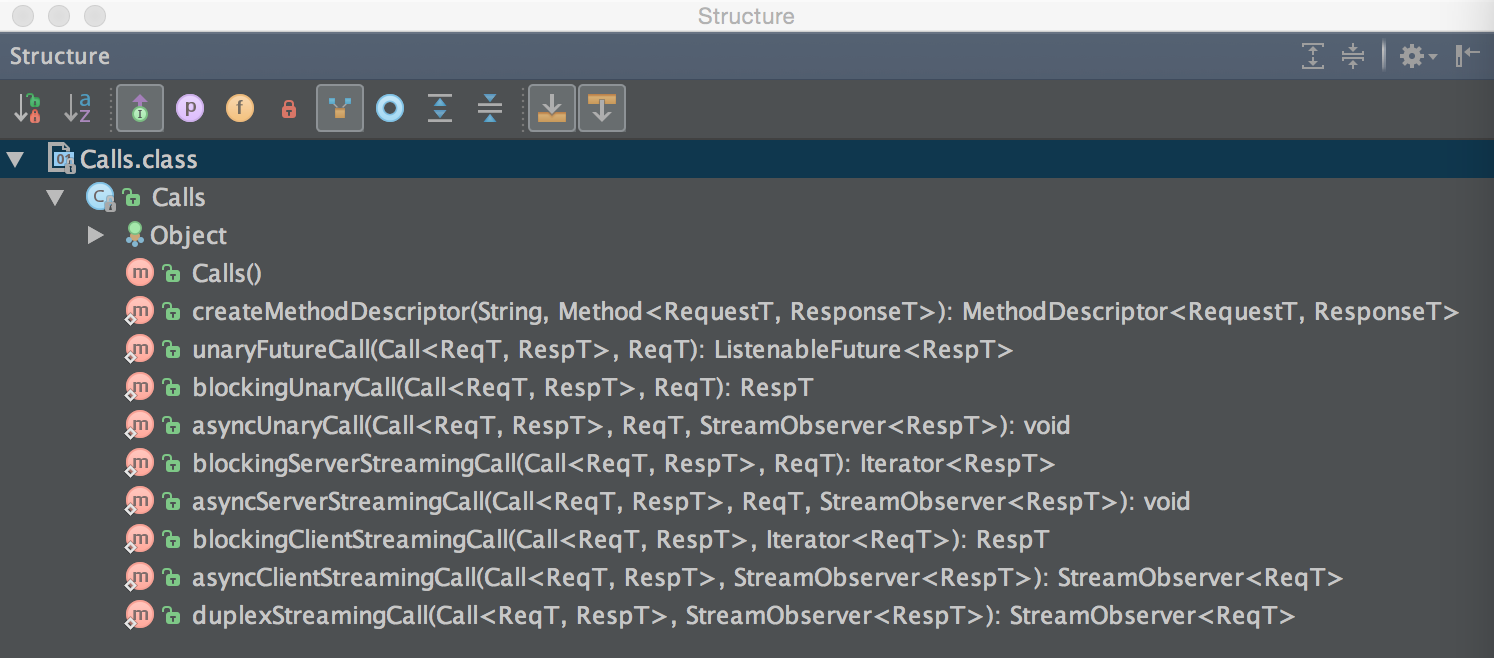 Structure
Structure
a
z
I p f
01 Calls.class
C Calls
Object
m Calls()
m createMethodDescriptor(String, Method<RequestT, ResponseT>): MethodDescriptor<RequestT, ResponseT>
m unaryFutureCall(Call<ReqT, RespT>, ReqT): ListenableFuture<RespT>
m blockingUnaryCall(Call<ReqT, RespT>, ReqT): RespT
m asyncUnaryCall(Call<ReqT, RespT>, ReqT, StreamObserver<RespT>): void
m blockingServerStreamingCall(Call<ReqT, RespT>, ReqT): Iterator<RespT>
m asyncServerStreamingCall(Call<ReqT, RespT>, ReqT, StreamObserver<RespT>): void
m blockingClientStreamingCall(Call<ReqT, RespT>, Iterator<ReqT>): RespT
m asyncClientStreamingCall(Call<ReqT, RespT>, StreamObserver<RespT>): StreamObserver<ReqT>
m duplexStreamingCall(Call<ReqT, RespT>, StreamObserver<RespT>): StreamObserver<ReqT>